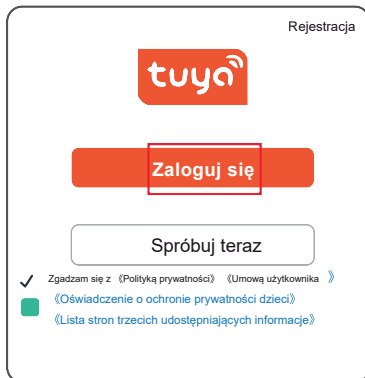 Rejestracja
tuya
Zaloguj się
Spróbuj teraz
Zgadzam się z 《Polityką prywatności》 《Umową użytkownika 》
《Oświadczenie o ochronie prywatności dzieci》
《Lista stron trzecich udostępniających informacje》